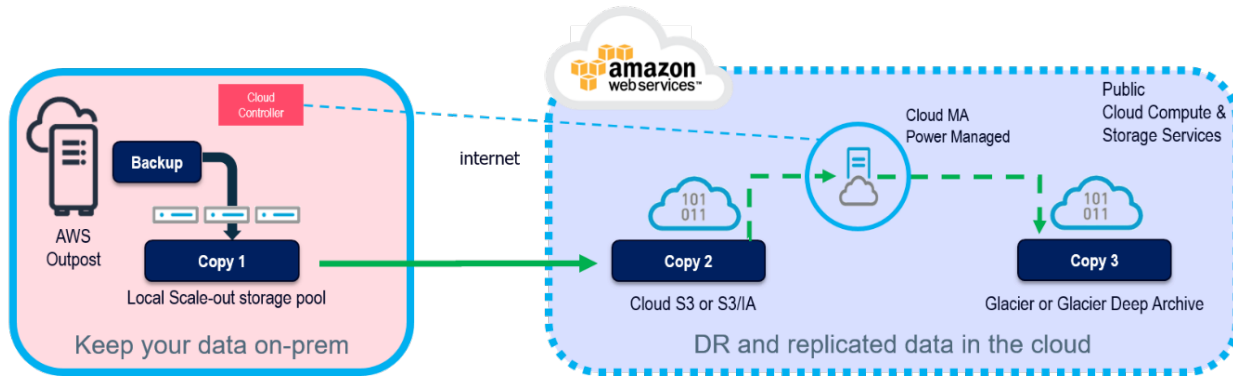 amazon
webservices™
Cloud
Controller
Backup
AWS
Outpost
Copy 1
Local Scale-out storage pool
Keep your data on-prem
internet
Cloud MA
Power Managed
Public
Cloud Compute &
Storage Services
101
011
Copy 2
Cloud S3 or S3/IA
101
011
Copy 3
Glacier or Glacier Deep Archive
DR and replicated data in the cloud